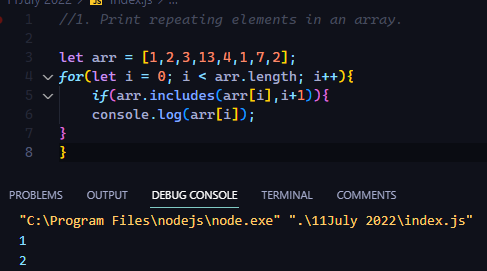 11July 2022 > JS index.js > ...
1 //1. Print repeating elements in an array.
2
3 let arr = [1,2,3,13,4,1,7,2];
4 for(let i = 0; i < arr.length; i++){
5 if(arr.includes(arr[i],i+1)){
6 console.log(arr[i]);
7 }
8 }
PROBLEMS OUTPUT DEBUG CONSOLE TERMINAL COMMENTS
"C:\Program Files\nodejs\node.exe" ".\11July 2022\index.js"
1
2